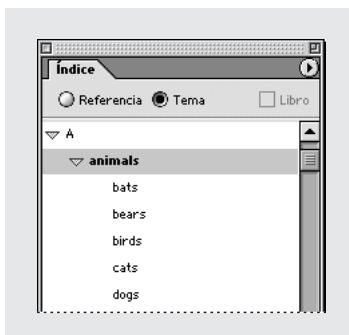 Índice
Referencia Tema Libro
A
animals
bats
bears
birds
cats
dogs